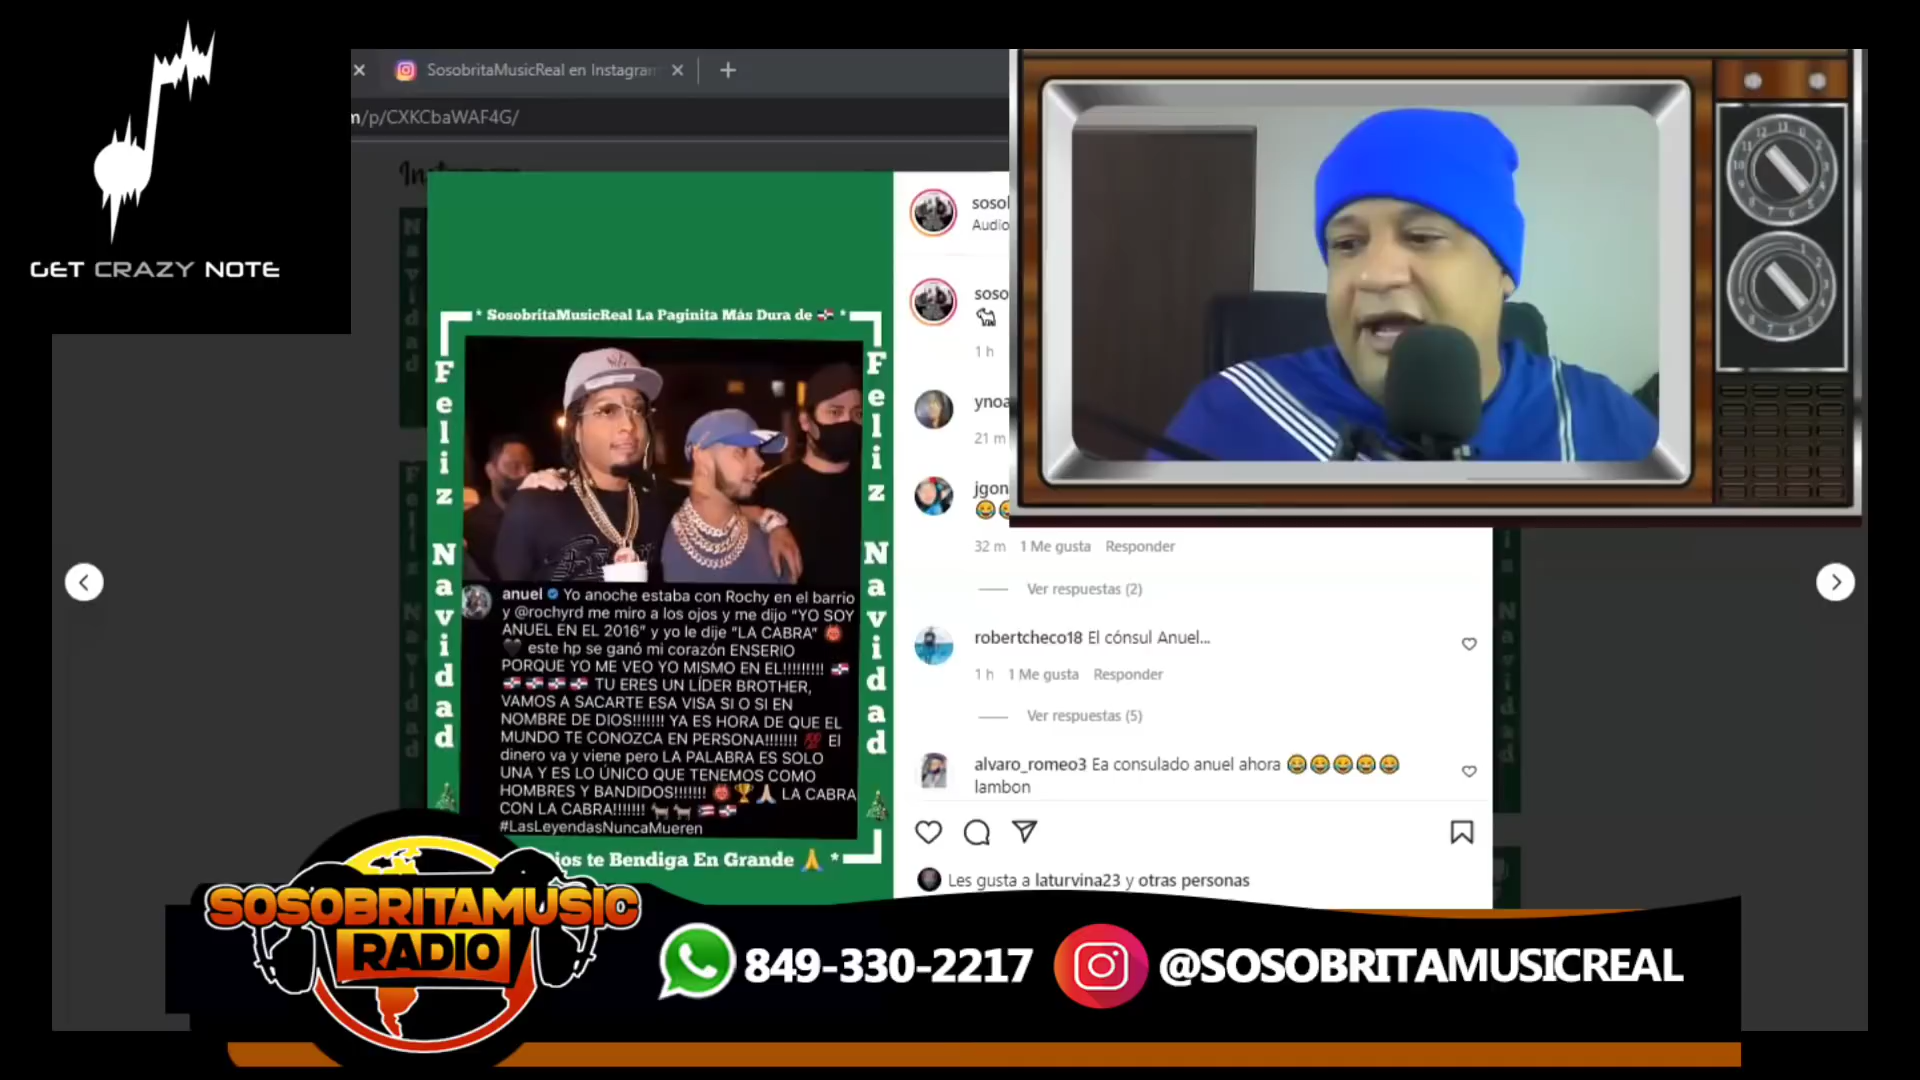 GET CRAZY NOTE
SosobritaMusicReal en Instagram
m/p/CXKCbaWAF4G/
* SosobritaMusicReal La Paginita Más Dura de 🇩🇴 *
Feliz Navidad
Feliz Navidad
anuel Yo anoche estaba con Rochy en el barrio
y @rochyrd me miro a los ojos y me dijo "YO SOY
ANUEL EN EL 2016" y yo le dije "LA CABRA" 👹
🖤 este hp se ganó mi corazón ENSERIO
PORQUE YO ME VEO YO MISMO EN EL!!!!!!!!! 🇩🇴
🇩🇴🇩🇴🇩🇴🇩🇴 TU ERES UN LÍDER BROTHER,
VAMOS A SACARTE ESA VISA SI O SI EN
NOMBRE DE DIOS!!!!!!! YA ES HORA DE QUE EL
MUNDO TE CONOZCA EN PERSONA!!!!!!! 💯 El
dinero va y viene pero LA PALABRA ES SOLO
UNA Y ES LO ÚNICO QUE TENEMOS COMO
HOMBRES Y BANDIDOS!!!!!!! 👹🏆🙏🏻 LA CABRA
CON LA CABRA!!!!!!! 🐐🐐🇵🇷🇩🇴
#LasLeyendasNuncaMueren
ios te Bendiga En Grande 🙏 *
sosol
Audio
soso
🐐
1 h
ynoa
21 m
jgon
😂
32 m 1 Me gusta Responder
Ver respuestas (2)
robertcheco18 El cónsul Anuel...
1 h 1 Me gusta Responder
Ver respuestas (5)
alvaro_romeo3 Ea consulado anuel ahora 😂😂😂😂😂
lambon
Les gusta a laturvina23 y otras personas
SOSOBRITAMUSIC
RADIO
849-330-2217
@SOSOBRITAMUSICREAL